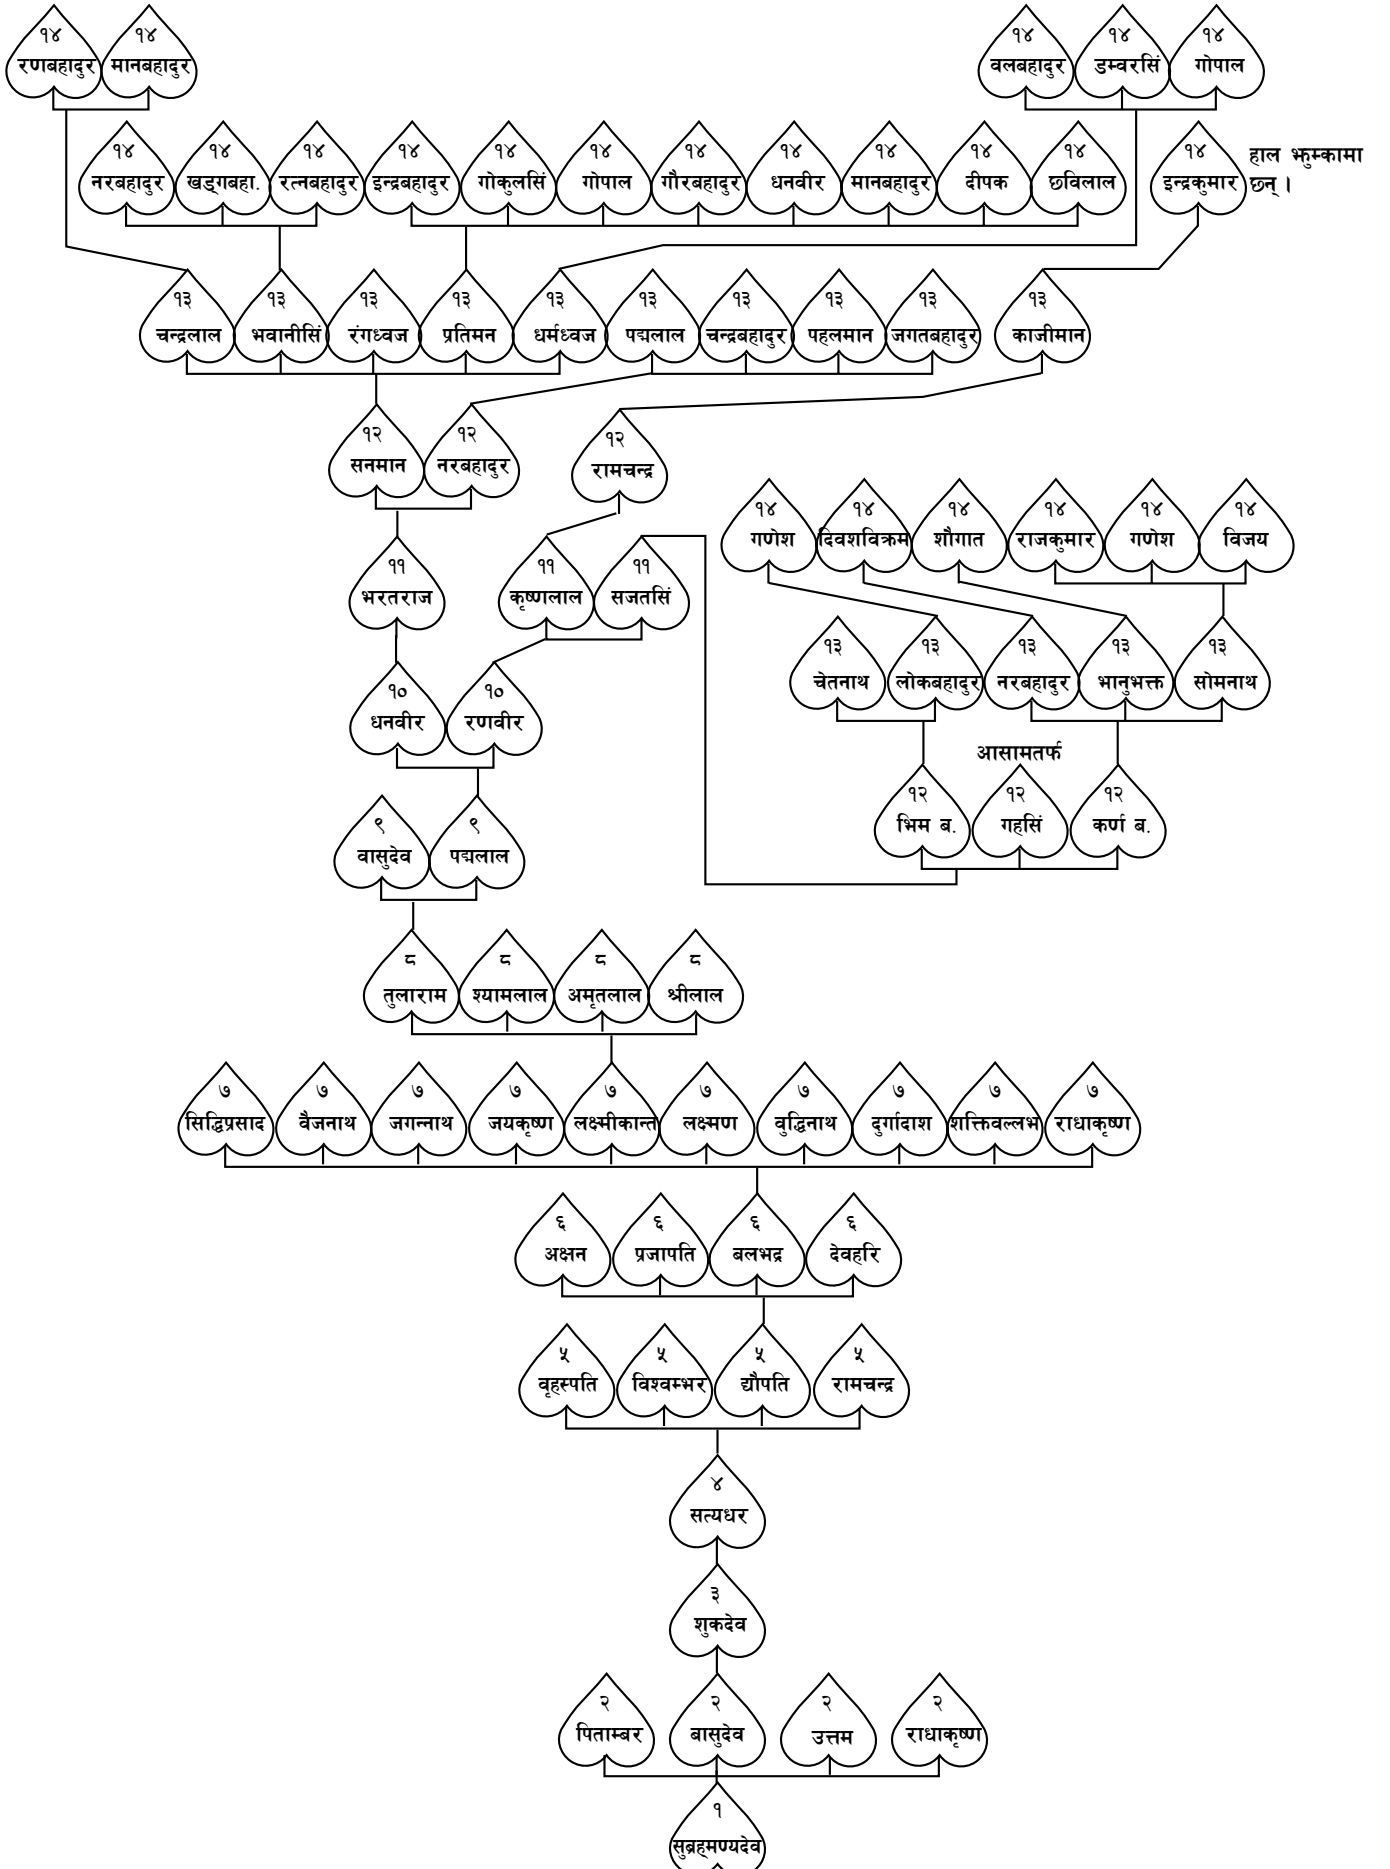 १४ १४ १४ १४ १४
रणबहादुर मानबहादुर वलबहादुर डम्वरसिं गोपाल
१४ १४ १४ १४ १४ १४ १४ १४ १४ १४ १४ १४
नरबहादुर खड्गबहा. रत्नबहादुर इन्द्रबहादुर गोकुलसिं गोपाल गौरबहादुर धनवीर मानबहादुर दीपक छविलाल इन्द्रकुमार
हाल झुम्कामा
छन् ।
१३ १३ १३ १३ १३ १३ १३ १३ १३ १३
चन्द्रलाल भवानीसिं रंगध्वज प्रतिमन धर्मध्वज पद्मलाल चन्द्रबहादुर पहलमान जगतबहादुर काजीमान
१२ १२ १२
सनमान नरबहादुर रामचन्द्र
१४ १४ १४ १४ १४ १४
गणेश दिवशविक्रम शौगात राजकुमार गणेश विजय
११ ११ ११
भरतराज कृष्णलाल सजतसिं
१३ १३ १३ १३ १३
चेतनाथ लोकबहादुर नरबहादुर भानुभक्त सोमनाथ
१० १०
धनवीर रणवीर
आसामतर्फ
१२ १२ १२
भिम ब. गहसिं कर्ण ब.
९ ९
वासुदेव पद्मलाल
८ ८ ८ ८
तुलाराम श्यामलाल अमृतलाल श्रीलाल
७ ७ ७ ७ ७ ७ ७ ७ ७ ७
सिद्धिप्रसाद वैजनाथ जगन्नाथ जयकृष्ण लक्ष्मीकान्त लक्ष्मण वुद्धिनाथ दुर्गादाश शक्तिवल्लभ राधाकृष्ण
६ ६ ६ ६
अक्षन प्रजापति बलभद्र देवहरि
५ ५ ५ ५
वृहस्पति विश्वम्भर द्यौपति रामचन्द्र
४
सत्यधर
३
शुकदेव
२ २ २ २
पिताम्बर बासुदेव उत्तम राधाकृष्ण
१
सुब्रह्मण्यदेव